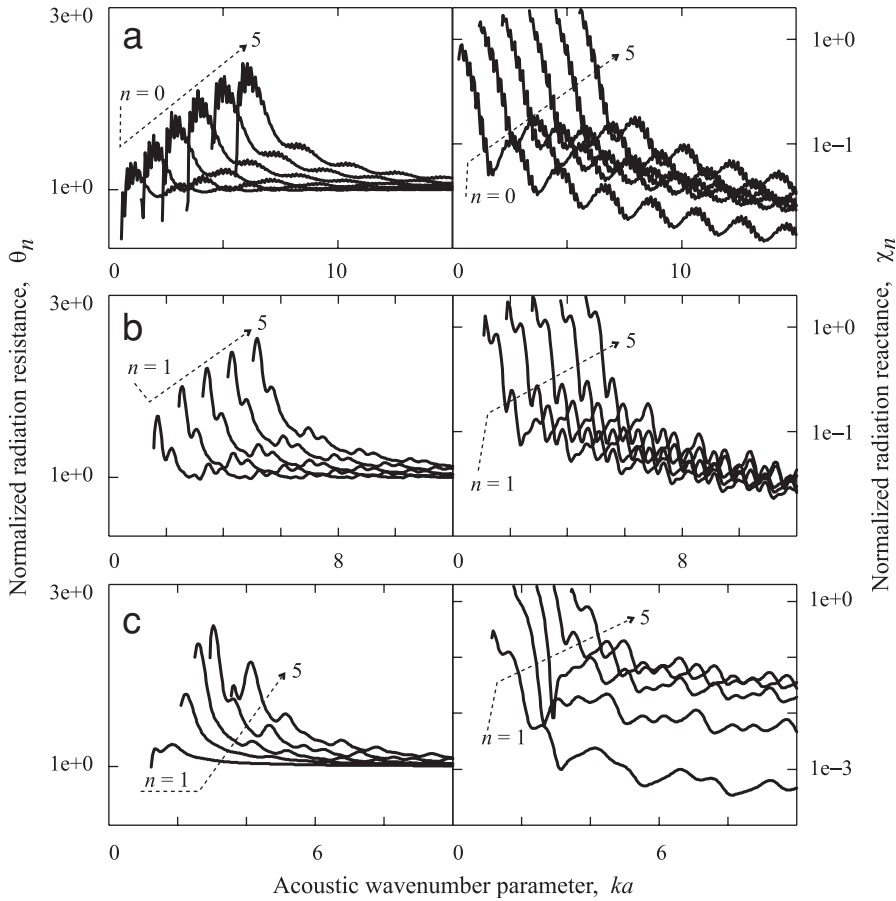 3e+0
1e+0
a
n = 0
5
0
10
1e+0
1e−1
n = 0
5
0
10
3e+0
1e+0
b
n = 1
5
0
8
1e+0
1e−1
n = 1
5
0
8
3e+0
1e+0
c
n = 1
5
0
6
1e+0
1e−3
n = 1
5
0
6
Normalized radiation resistance, θn
Normalized radiation reactance, χn
Acoustic wavenumber parameter, ka